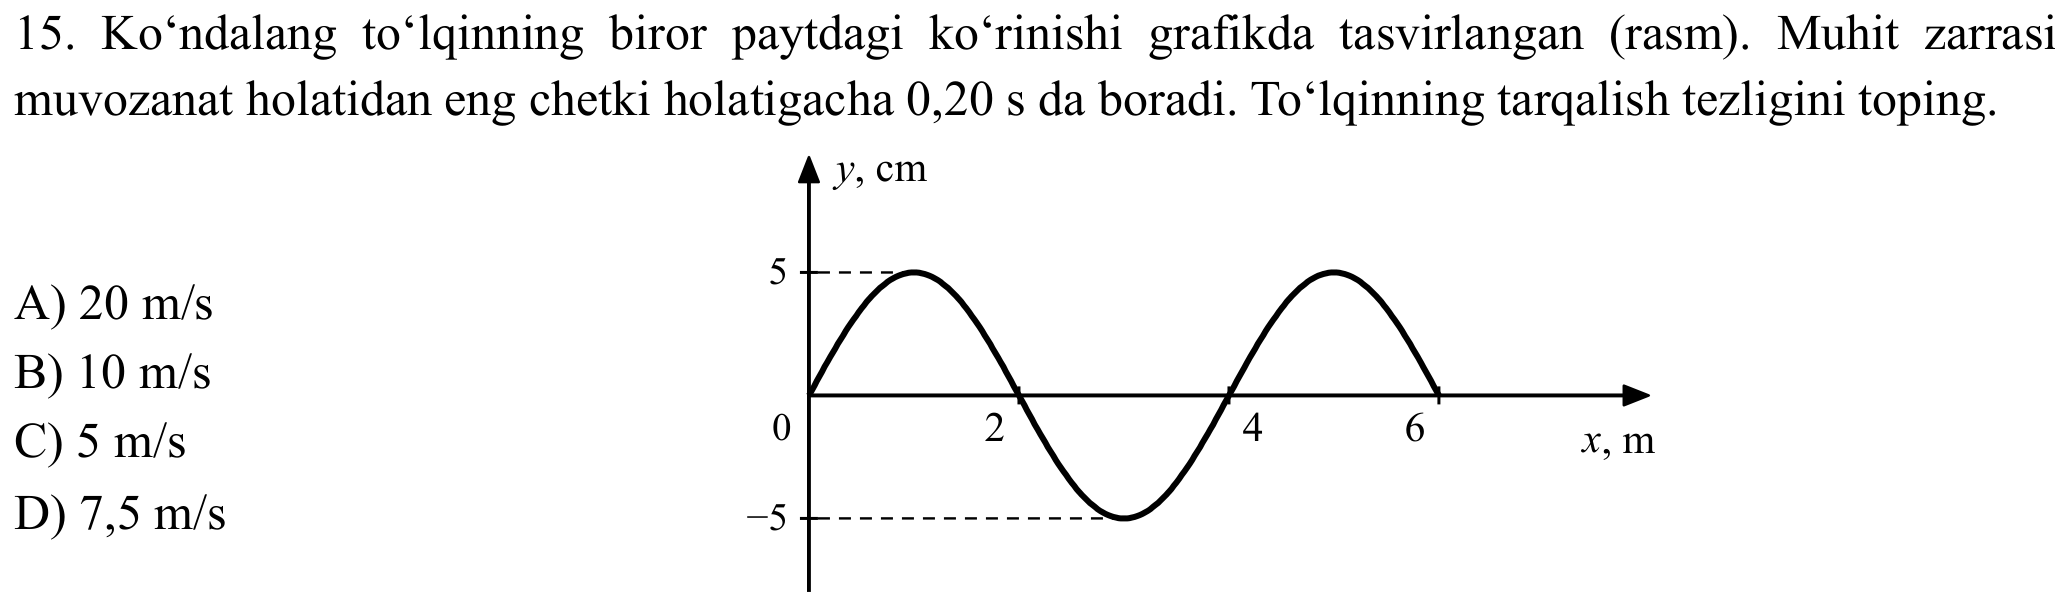 15. Ko‘ndalang to‘lqinning biror paytdagi ko‘rinishi grafikda tasvirlangan (rasm). Muhit zarrasi
muvozanat holatidan eng chetki holatigacha 0,20 s da boradi. To‘lqinning tarqalish tezligini toping.
y, cm
5
A) 20 m/s
B) 10 m/s
0 2 4 6
C) 5 m/s
x, m
D) 7,5 m/s
−5